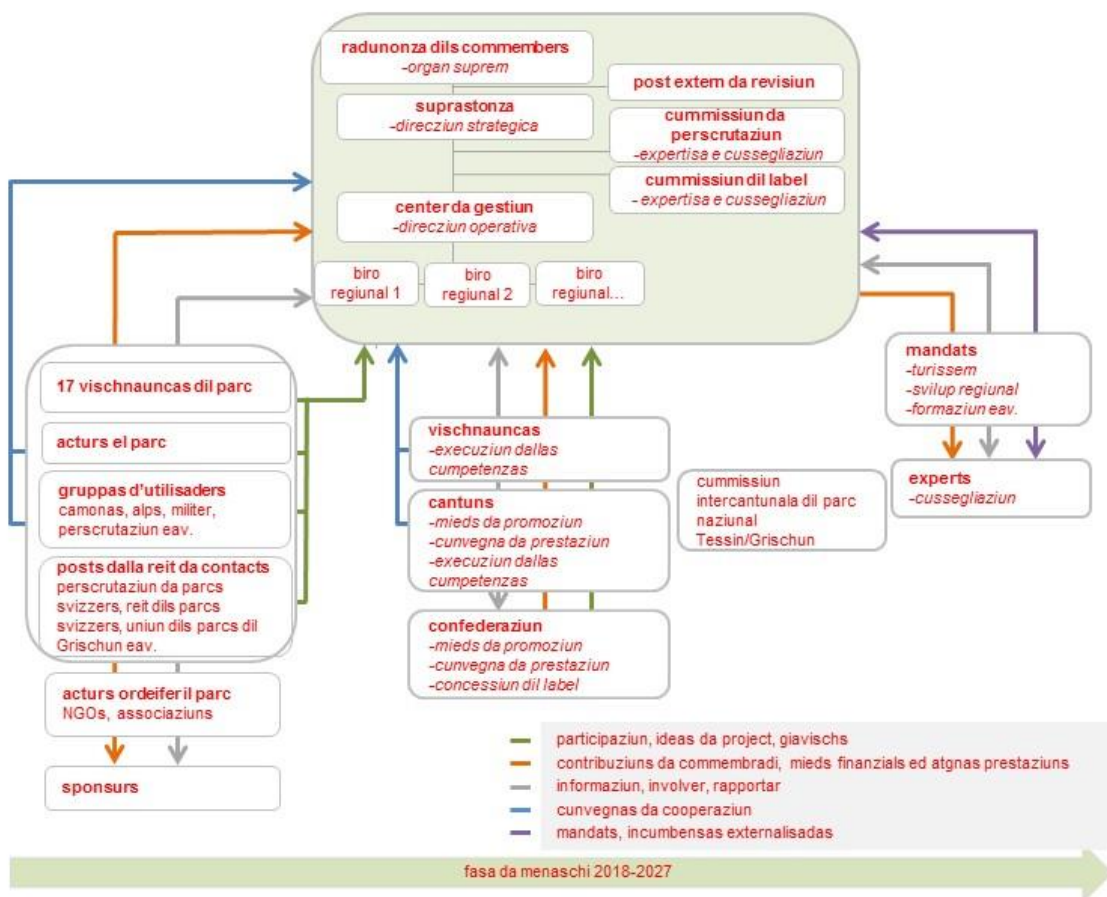 radunonza dils commembers
-organ suprem
post extern da revisiun
suprastonza
-direcziun strategica
cummissiun da
perscrutaziun
-expertisa e cussegliaziun
cummissiun dil label
- expertisa e cussegliaziun
center da gestiun
-direcziun operativa
biro
regiunal 1
biro
regiunal 2
biro
regiunal...
17 vischnauncas dil parc
acturs el parc
gruppas d'utilisaders
camonas, alps, militer,
perscrutaziun eav.
posts dalla reit da contacts
perscrutaziun da parcs
svizzers, reit dils parcs
svizzers, uniun dils parcs dil
Grischun eav.
acturs ordeifer il parc
NGOs, associaziuns
sponsurs
vischnauncas
-execuziun dallas
cumpetenzas
cantuns
-mieds da promoziun
-cunvegna da prestaziun
-execuziun dallas
cumpetenzas
confederaziun
-mieds da promoziun
-cunvegna da prestaziun
-concessiun dil label
cummissiun
intercantunala dil parc
naziunal
Tessin/Grischun
mandats
-turissem
-svilup regiunal
-formaziun eav.
experts
-cussegliaziun
participaziun, ideas da project, giavischs
contribuziuns da commembradi, mieds finanzials ed atgnas prestaziuns
infurmaziun, involver, rapportar
cunvegnas da cooperaziun
mandats, incumbensas externalisadas
fasa da menaschi 2018-2027